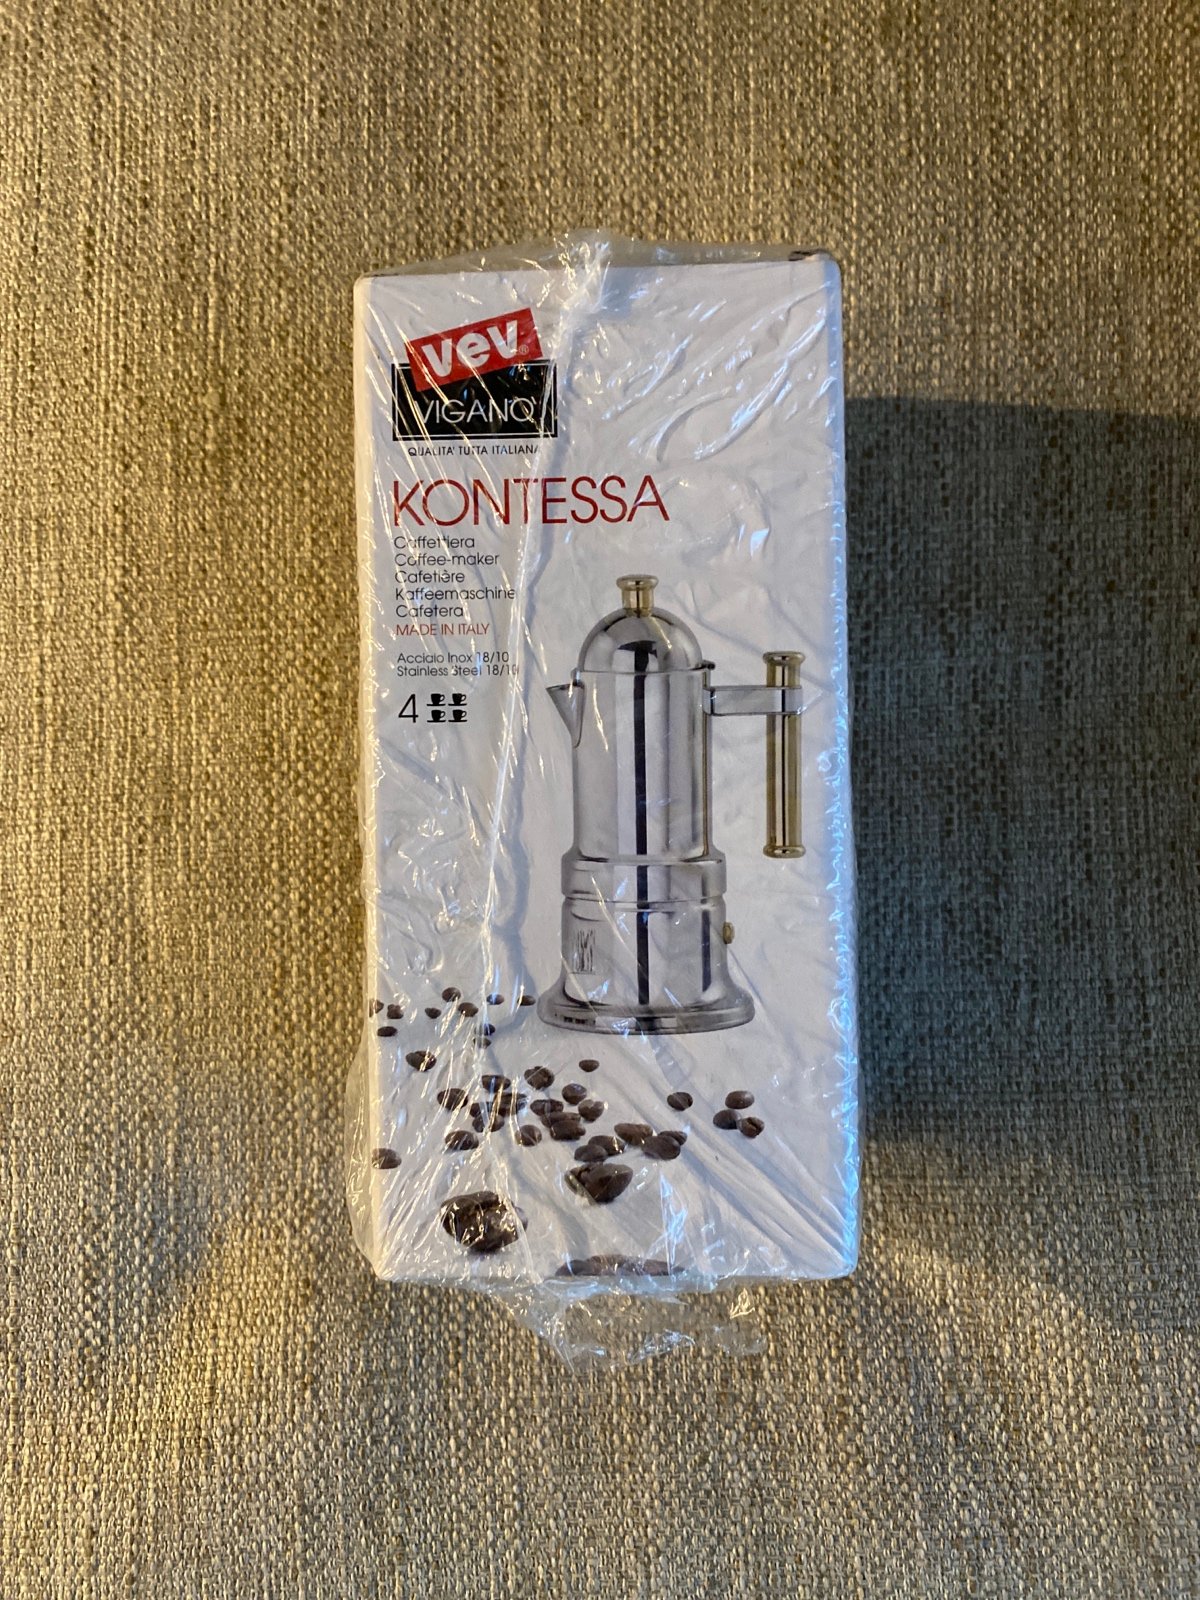 vev®
VIGANO'
QUALITA' TUTTA ITALIANA
KONTESSA
Caffettiera
Coffee-maker
Cafetière
Kaffeemaschine
Cafetera
MADE IN ITALY
Acciaio Inox 18/10
Stainless Steel 18/10
4